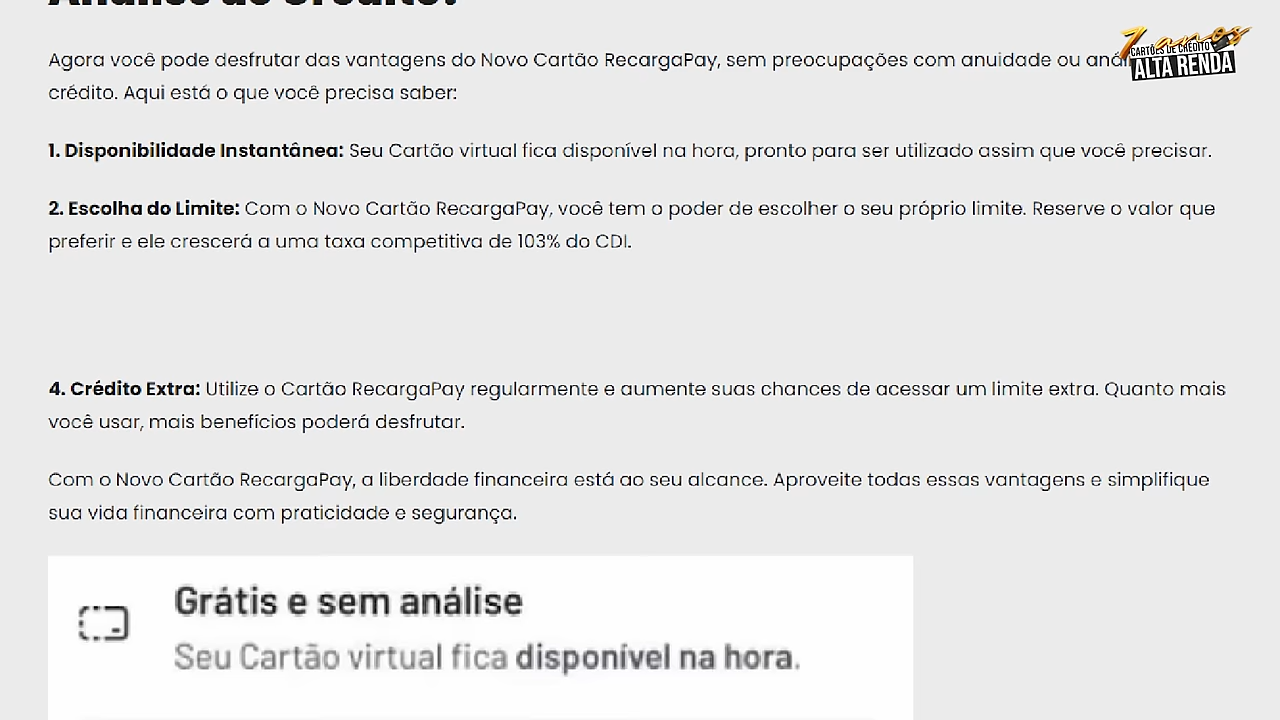 Agora você pode desfrutar das vantagens do Novo Cartão RecargaPay, sem preocupações com anuidade ou
crédito. Aqui está o que você precisa saber:
1. Disponibilidade Instantânea: Seu Cartão virtual fica disponível na hora, pronto para ser utilizado assim que você precisar.
2. Escolha do Limite: Com o Novo Cartão RecargaPay, você tem o poder de escolher o seu próprio limite. Reserve o valor que
preferir e ele crescerá a uma taxa competitiva de 103% do CDI.
4. Crédito Extra: Utilize o Cartão RecargaPay regularmente e aumente suas chances de acessar um limite extra. Quanto mais
você usar, mais benefícios poderá desfrutar.
Com o Novo Cartão RecargaPay, a liberdade financeira está ao seu alcance. Aproveite todas essas vantagens e simplifique
sua vida financeira com praticidade e segurança.
Grátis e sem análise
Seu Cartão virtual fica disponível na hora.
7 anos
CARTÕES DE CRÉDITO
ALTA RENDA